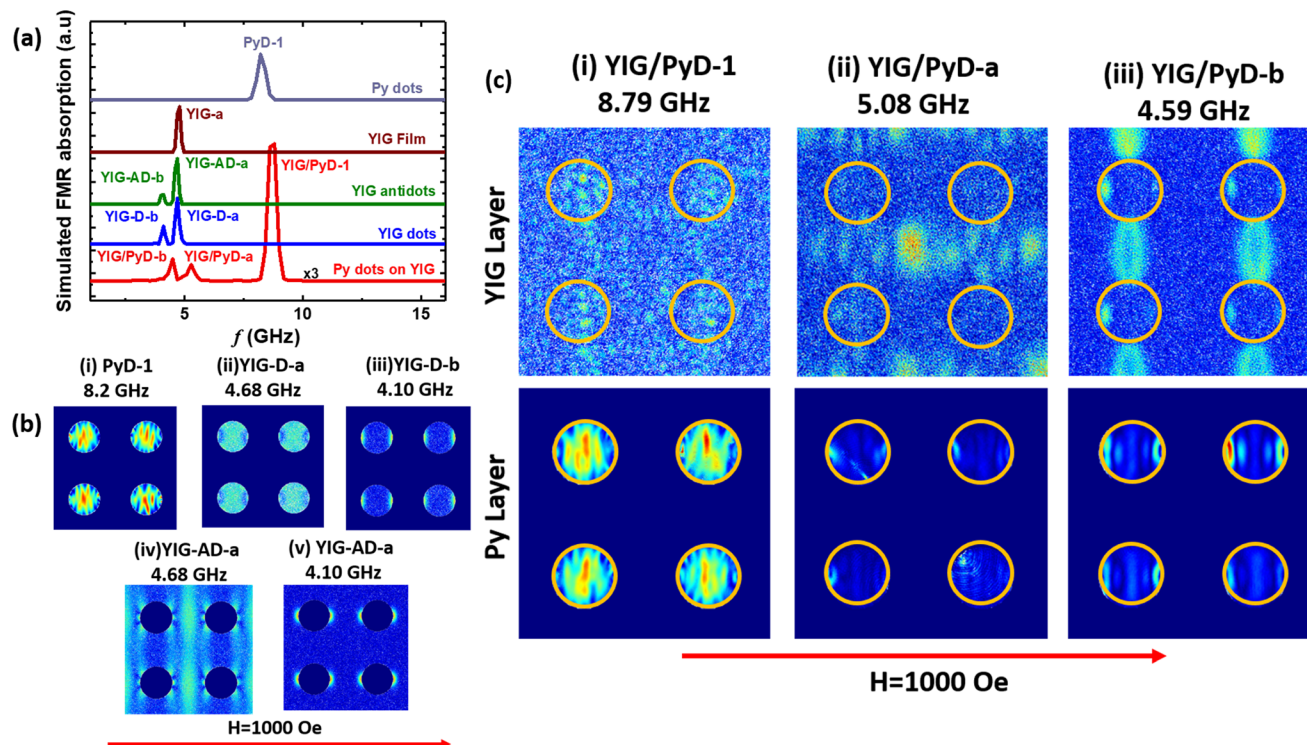 (a)
Simulated FMR absorption (a.u)
PyD-1
Py dots
YIG-a
YIG Film
YIG-AD-b
YIG-AD-a
YIG/PyD-1
YIG antidots
YIG-D-b
YIG-D-a
YIG dots
YIG/PyD-b
YIG/PyD-a
x3
Py dots on YIG
5
10
15
f (GHz)
(b)
(i) PyD-1
8.2 GHz
(ii)YIG-D-a
4.68 GHz
(iii)YIG-D-b
4.10 GHz
(iv)YIG-AD-a
4.68 GHz
(v) YIG-AD-a
4.10 GHz
H=1000 Oe
(c)
(i) YIG/PyD-1
8.79 GHz
(ii) YIG/PyD-a
5.08 GHz
(iii) YIG/PyD-b
4.59 GHz
YIG Layer
Py Layer
H=1000 Oe